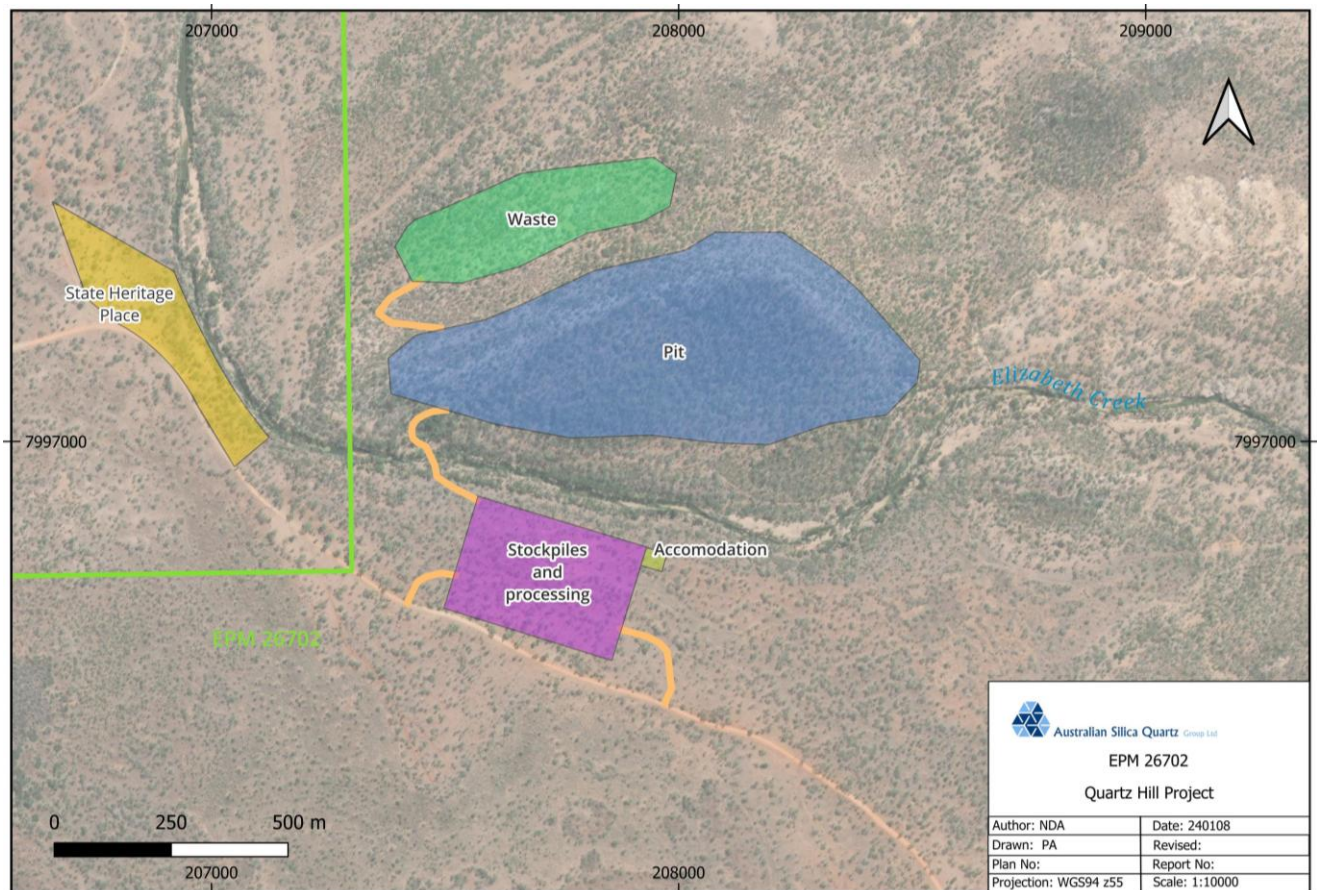 207000
208000
209000
Waste
State Heritage
Place
Pit
Elizabeth Creek
7997000
7997000
Stockpiles
and
processing
Accomodation
EPM 26702
Australian Silica Quartz Group Ltd
EPM 26702
Quartz Hill Project
Author: NDA
Date: 240108
Drawn: PA
Revised:
Plan No:
Report No:
Projection: WGS94 z55
Scale: 1:10000
0 250 500 m
207000
208000